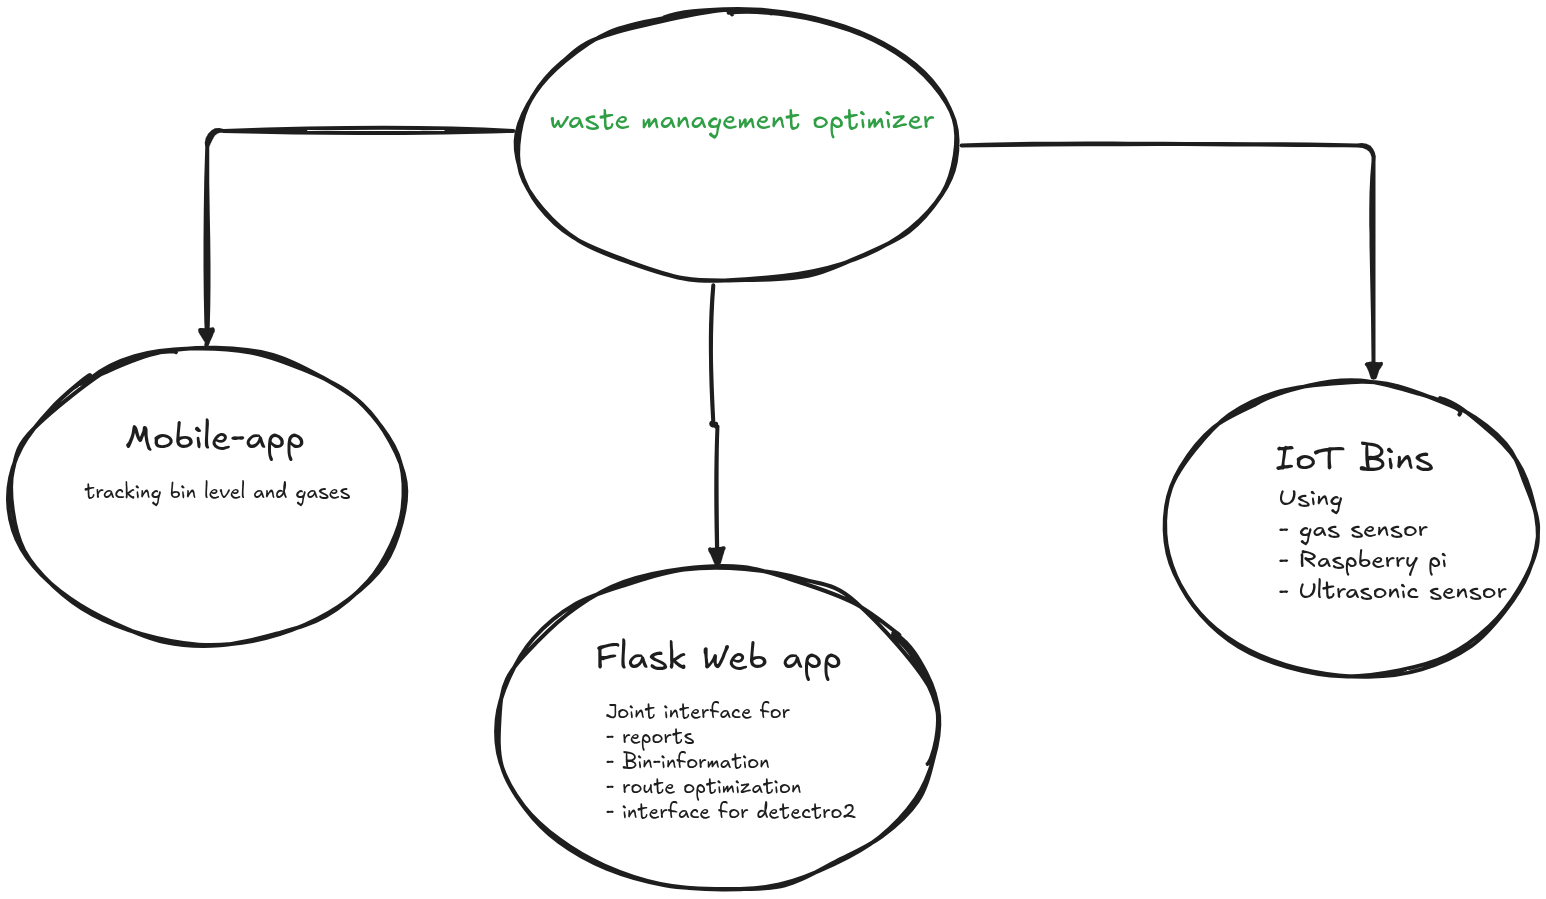 waste management optimizer
Mobile-app
tracking bin level and gases
Flask Web app
Joint interface for
- reports
- Bin-information
- route optimization
- interface for detectro2
IoT Bins
Using
- gas sensor
- Raspberry pi
- Ultrasonic sensor